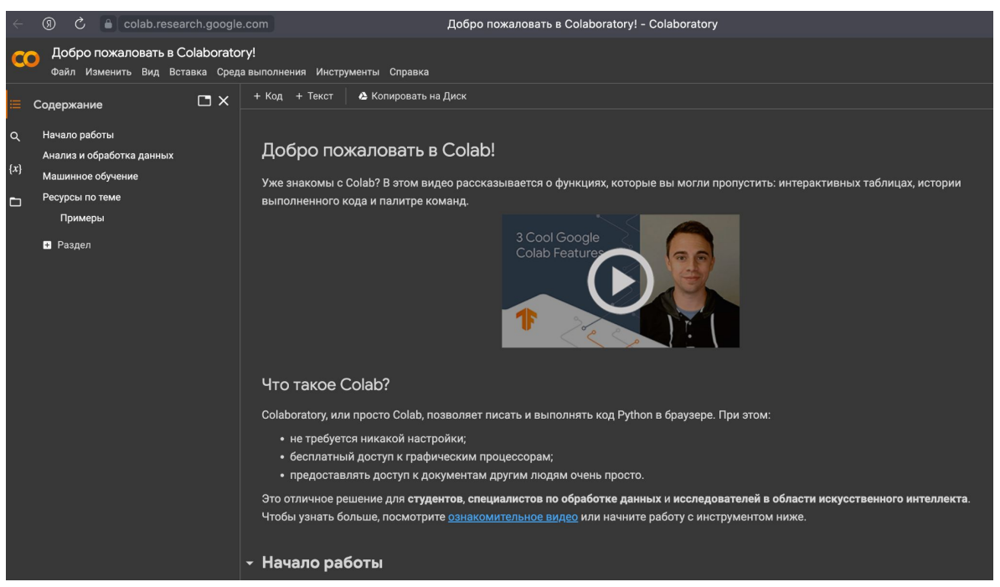 colab.research.google.com
Добро пожаловать в Colaboratory! - Colaboratory
Добро пожаловать в Colaboratory!
Файл Изменить Вид Вставка Среда выполнения Инструменты Справка
Содержание
+ Код + Текст Копировать на Диск
Начало работы
Анализ и обработка данных
{x}
Машинное обучение
Ресурсы по теме
Примеры
Раздел
Добро пожаловать в Colab!
Уже знакомы с Colab? В этом видео рассказывается о функциях, которые вы могли пропустить: интерактивных таблицах, истории
выполненного кода и палитре команд.
3 Cool Google
Colab Features
Что такое Colab?
Colaboratory, или просто Colab, позволяет писать и выполнять код Python в браузере. При этом:
• не требуется никакой настройки;
• бесплатный доступ к графическим процессорам;
• предоставлять доступ к документам другим людям очень просто.
Это отличное решение для студентов, специалистов по обработке данных и исследователей в области искусственного интеллекта.
Чтобы узнать больше, посмотрите ознакомительное видео или начните работу с инструментом ниже.
Начало работы